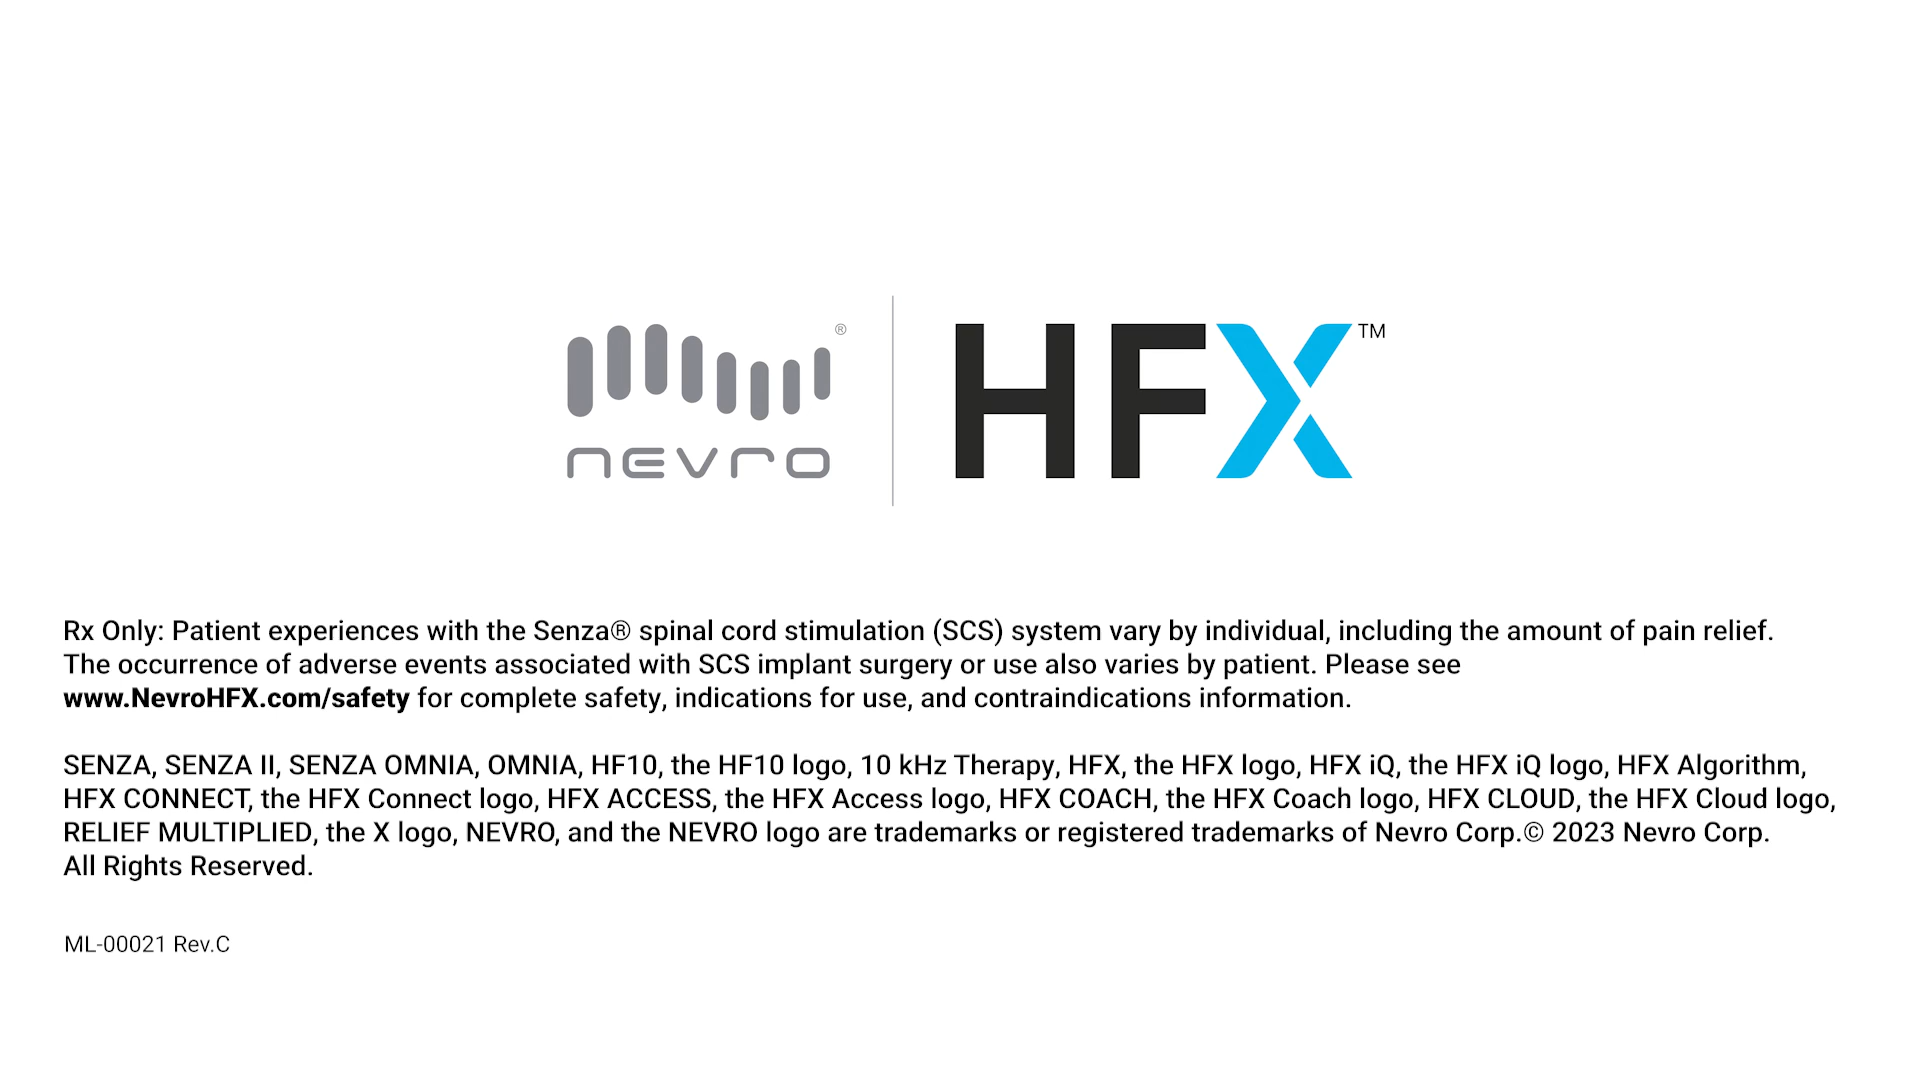 nevro®
HFX™
Rx Only: Patient experiences with the Senza® spinal cord stimulation (SCS) system vary by individual, including the amount of pain relief.
The occurrence of adverse events associated with SCS implant surgery or use also varies by patient. Please see
www.NevroHFX.com/safety for complete safety, indications for use, and contraindications information.
SENZA, SENZA II, SENZA OMNIA, OMNIA, HF10, the HF10 logo, 10 kHz Therapy, HFX, the HFX logo, HFX iQ, the HFX iQ logo, HFX Algorithm,
HFX CONNECT, the HFX Connect logo, HFX ACCESS, the HFX Access logo, HFX COACH, the HFX Coach logo, HFX CLOUD, the HFX Cloud logo,
RELIEF MULTIPLIED, the X logo, NEVRO, and the NEVRO logo are trademarks or registered trademarks of Nevro Corp.© 2023 Nevro Corp.
All Rights Reserved.
ML-00021 Rev.C